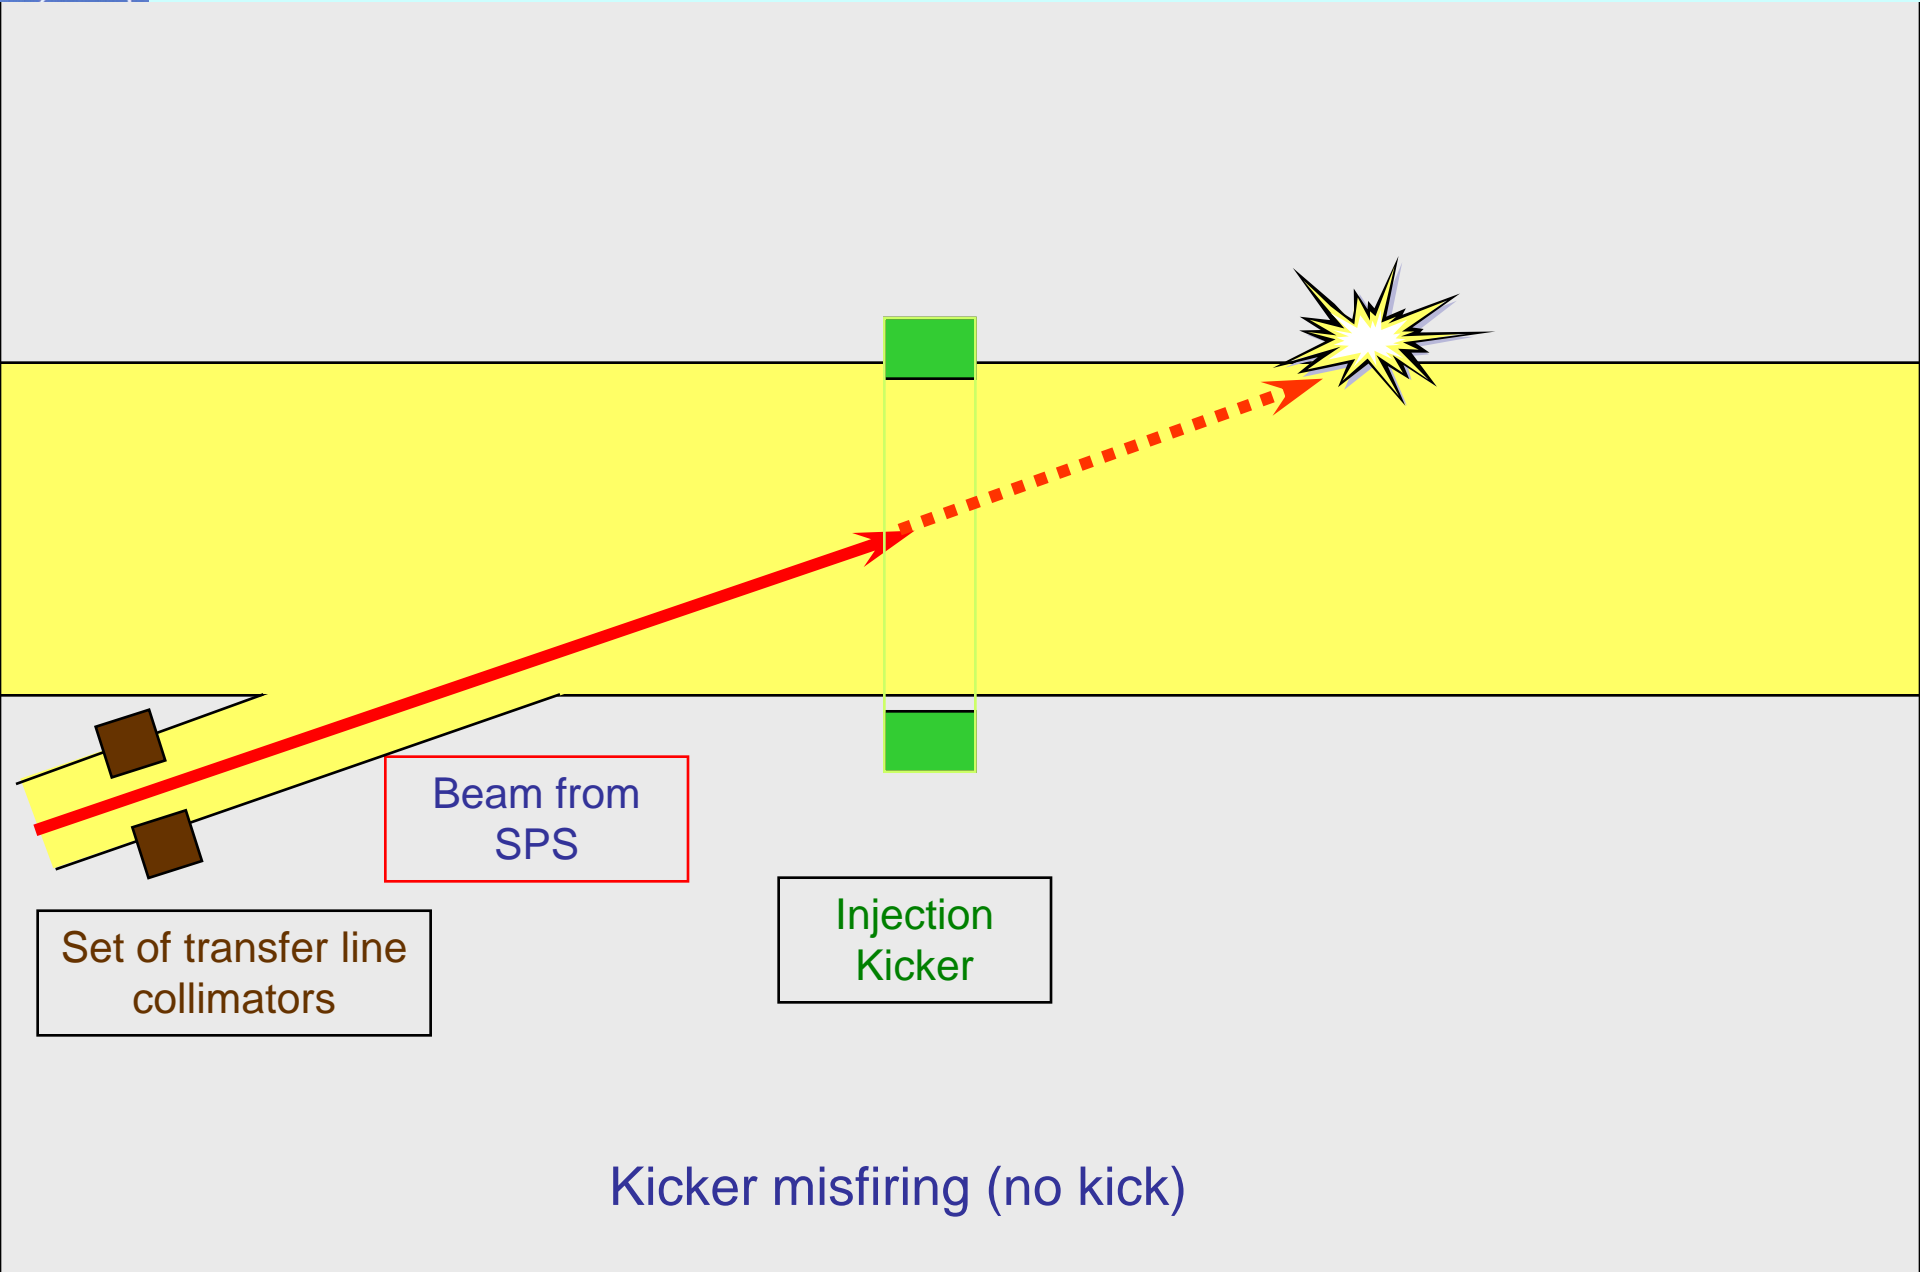 Beam from
SPS
Injection
Kicker
Set of transfer line
collimators
Kicker misfiring (no kick)